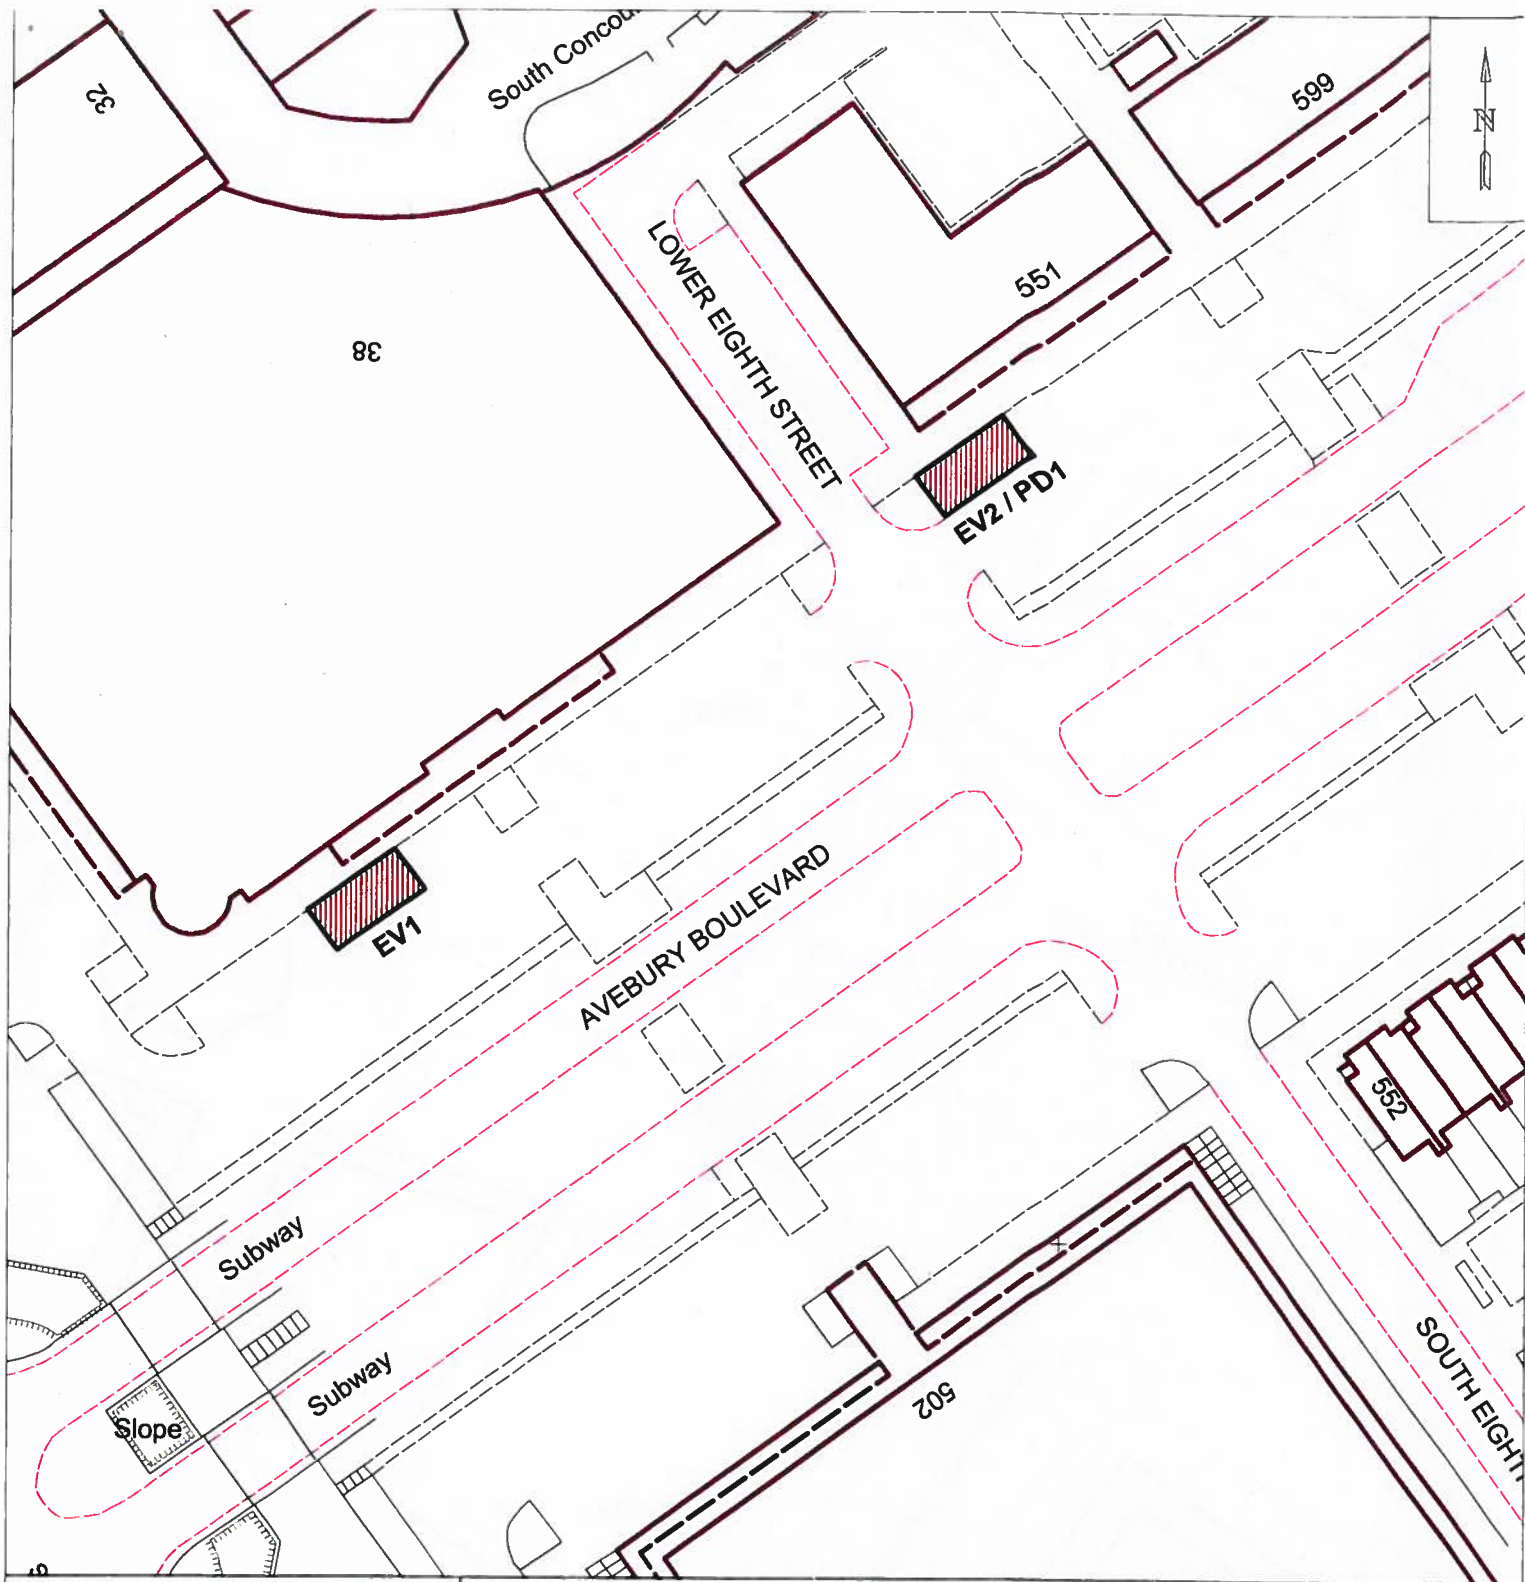 South Concou
32
599
N
LOWER EIGHTH STREET
551
38
EV2 / PD1
EV1
AVEBURY BOULEVARD
552
Subway
Subway
502
SOUTH EIGHTH
Slope